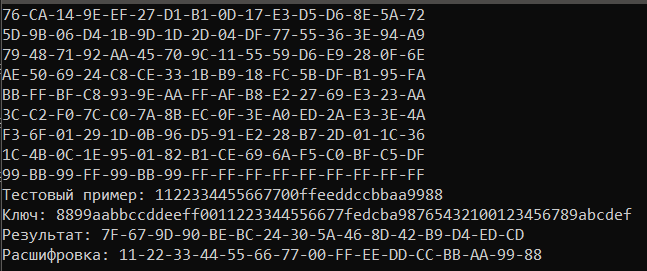 76-CA-14-9E-EF-27-D1-B1-0D-17-E3-D5-D6-8E-5A-72
5D-9B-06-D4-1B-9D-1D-2D-04-DF-77-55-36-3E-94-A9
79-48-71-92-AA-45-70-9C-11-55-59-D6-E9-28-0F-6E
AE-50-69-24-C8-CE-33-1B-B9-18-FC-5B-DF-B1-95-FA
BB-FF-BF-C8-93-9E-AA-FF-AF-B8-E2-27-69-E3-23-AA
3C-C2-F0-7C-C0-7A-8B-EC-0F-3E-A0-ED-2A-E3-3E-4A
F3-6F-01-29-1D-0B-96-D5-91-E2-28-B7-2D-01-1C-36
1C-4B-0C-1E-95-01-82-B1-CE-69-6A-F5-C0-BF-C5-DF
99-BB-99-FF-99-BB-99-FF-FF-FF-FF-FF-FF-FF-FF-FF
Тестовый пример: 1122334455667700ffeeddccbbaa9988
Ключ: 8899aabbccddeeff0011223344556677fedcba98765432100123456789abcdef
Результат: 7F-67-9D-90-BE-BC-24-30-5A-46-8D-42-B9-D4-ED-CD
Расшифровка: 11-22-33-44-55-66-77-00-FF-EE-DD-CC-BB-AA-99-88